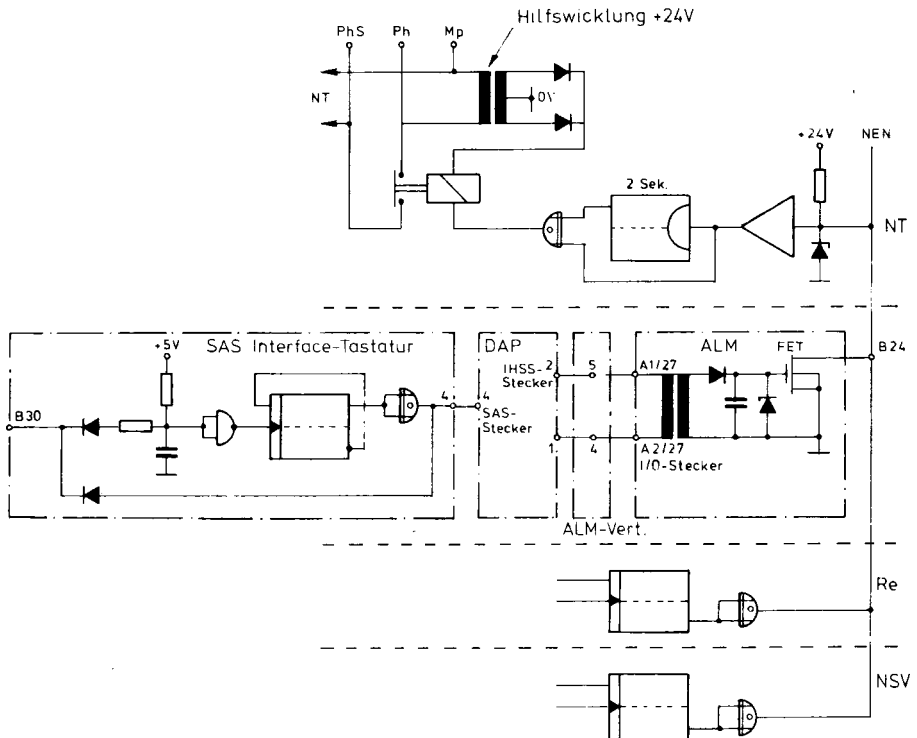 Hilfswicklung +24V
PhS Ph Mp
NT
0V
+24V NEN
2 Sek.
NT
SAS Interface-Tastatur
DAP
ALM
FET
+5V
B24
IHSS-Stecker
2
5
A1/27
B30
4
4
SAS-Stecker
1
4
A2/27
I/O-Stecker
ALM-Vert.
Re
NSV